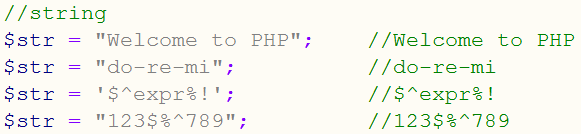 //string
$str = "Welcome to PHP";    //Welcome to PHP
$str = "do-re-mi";          //do-re-mi
$str = '$^expr%!';          //$^expr%!
$str = "123$%^789";         //123$%^789